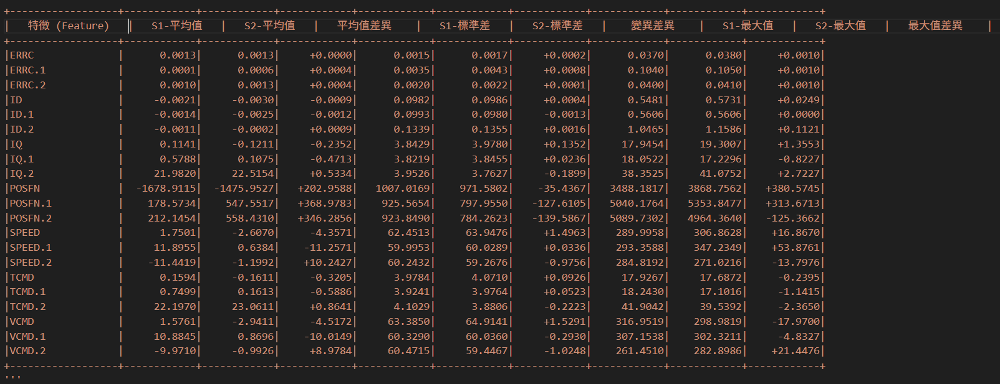 +-----------------+-----------+-----------+-----------+-----------+-----------+-----------+-----------+-----------+-----------+
| 特徵 (Feature) | S1-平均值 | S2-平均值 | 平均值差異 | S1-標準差 | S2-標準差 | 變異差異 | S1-最大值 | S2-最大值 | 最大值差異 |
+-----------------+-----------+-----------+-----------+-----------+-----------+-----------+-----------+-----------+-----------+
|ERRC | 0.0013| 0.0013| +0.0000| 0.0015| 0.0017| +0.0002| 0.0370| 0.0380| +0.0010|
|ERRC.1 | 0.0001| 0.0006| +0.0004| 0.0035| 0.0043| +0.0008| 0.1040| 0.1050| +0.0010|
|ERRC.2 | 0.0010| 0.0013| +0.0004| 0.0020| 0.0022| +0.0001| 0.0400| 0.0410| +0.0010|
|ID | -0.0021| -0.0030| -0.0009| 0.0982| 0.0986| +0.0004| 0.5481| 0.5731| +0.0249|
|ID.1 | -0.0014| -0.0025| -0.0012| 0.0993| 0.0980| -0.0013| 0.5606| 0.5606| +0.0000|
|ID.2 | -0.0011| -0.0002| +0.0009| 0.1339| 0.1355| +0.0016| 1.0465| 1.1586| +0.1121|
|IQ | 0.1141| -0.1211| -0.2352| 3.8429| 3.9780| +0.1352| 17.9454| 19.3007| +1.3553|
|IQ.1 | 0.5788| 0.1075| -0.4713| 3.8219| 3.8455| +0.0236| 18.0522| 17.2296| -0.8227|
|IQ.2 | 21.9820| 22.5154| +0.5334| 3.9526| 3.7627| -0.1899| 38.3525| 41.0752| +2.7227|
|POSFN | -1678.9115| -1475.9527| +202.9588| 1007.0169| 971.5802| -35.4367| 3488.1817| 3868.7562| +380.5745|
|POSFN.1 | 178.5734| 547.5517| +368.9783| 925.5654| 797.9550| -127.6105| 5040.1764| 5353.8477| +313.6713|
|POSFN.2 | 212.1454| 558.4310| +346.2856| 923.8490| 784.2623| -139.5867| 5089.7302| 4964.3640| -125.3662|
|SPEED | 1.7501| -2.6070| -4.3571| 62.4513| 63.9476| +1.4963| 289.9958| 306.8628| +16.8670|
|SPEED.1 | 11.8955| 0.6384| -11.2571| 59.9953| 60.0289| +0.0336| 293.3588| 347.2349| +53.8761|
|SPEED.2 | -11.4419| -1.1992| +10.2427| 60.2432| 59.2676| -0.9756| 284.8192| 271.0216| -13.7976|
|TCMD | 0.1594| -0.1611| -0.3205| 3.9784| 4.0710| +0.0926| 17.9267| 17.6872| -0.2395|
|TCMD.1 | 0.7499| 0.1613| -0.5886| 3.9241| 3.9764| +0.0523| 18.2430| 17.1016| -1.1415|
|TCMD.2 | 22.1970| 23.0611| +0.8641| 4.1029| 3.8806| -0.2223| 41.9042| 39.5392| -2.3650|
|VCMD | 1.5761| -2.9411| -4.5172| 63.3850| 64.9141| +1.5291| 316.9519| 298.9819| -17.9700|
|VCMD.1 | 10.8845| 0.8696| -10.0149| 60.3290| 60.0360| -0.2930| 307.1538| 302.3211| -4.8327|
|VCMD.2 | -9.9710| -0.9926| +8.9784| 60.4715| 59.4467| -1.0248| 261.4510| 282.8986| +21.4476|
+-----------------+-----------+-----------+-----------+-----------+-----------+-----------+-----------+-----------+-----------+
'''